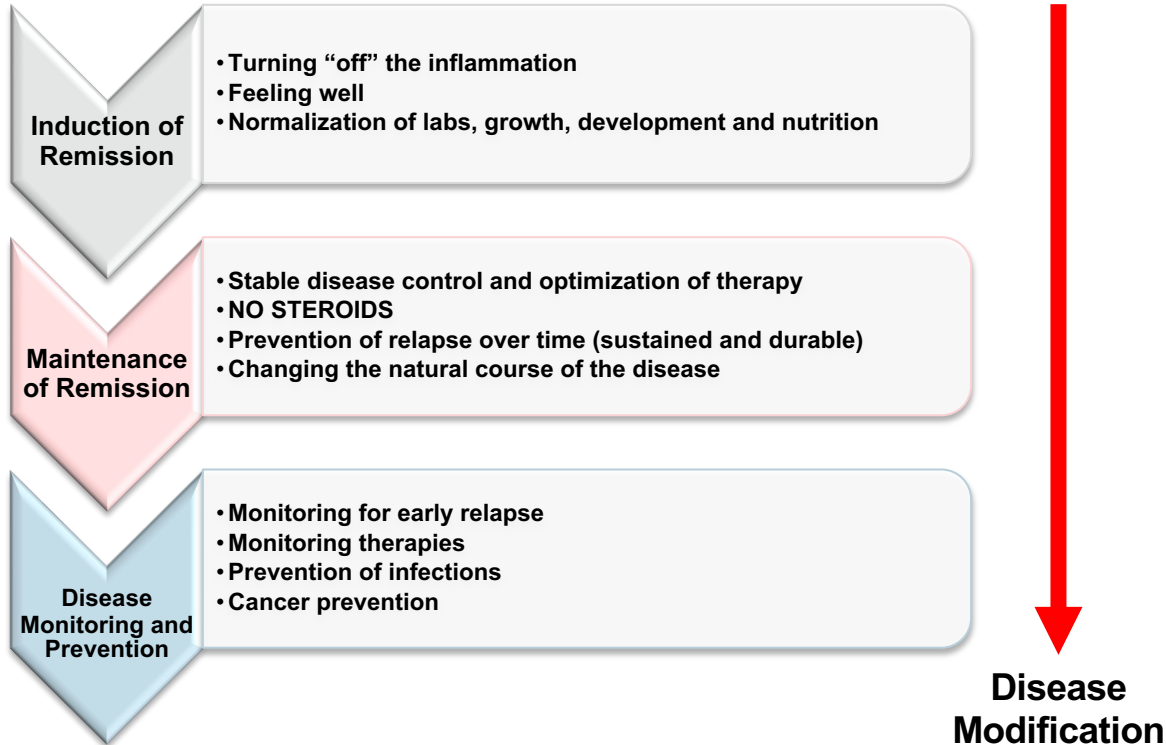 Induction of
Remission
• Turning “off” the inflammation
• Feeling well
• Normalization of labs, growth, development and nutrition
Maintenance
of Remission
• Stable disease control and optimization of therapy
• NO STEROIDS
• Prevention of relapse over time (sustained and durable)
• Changing the natural course of the disease
Disease
Monitoring and
Prevention
• Monitoring for early relapse
• Monitoring therapies
• Prevention of infections
• Cancer prevention
Disease
Modification